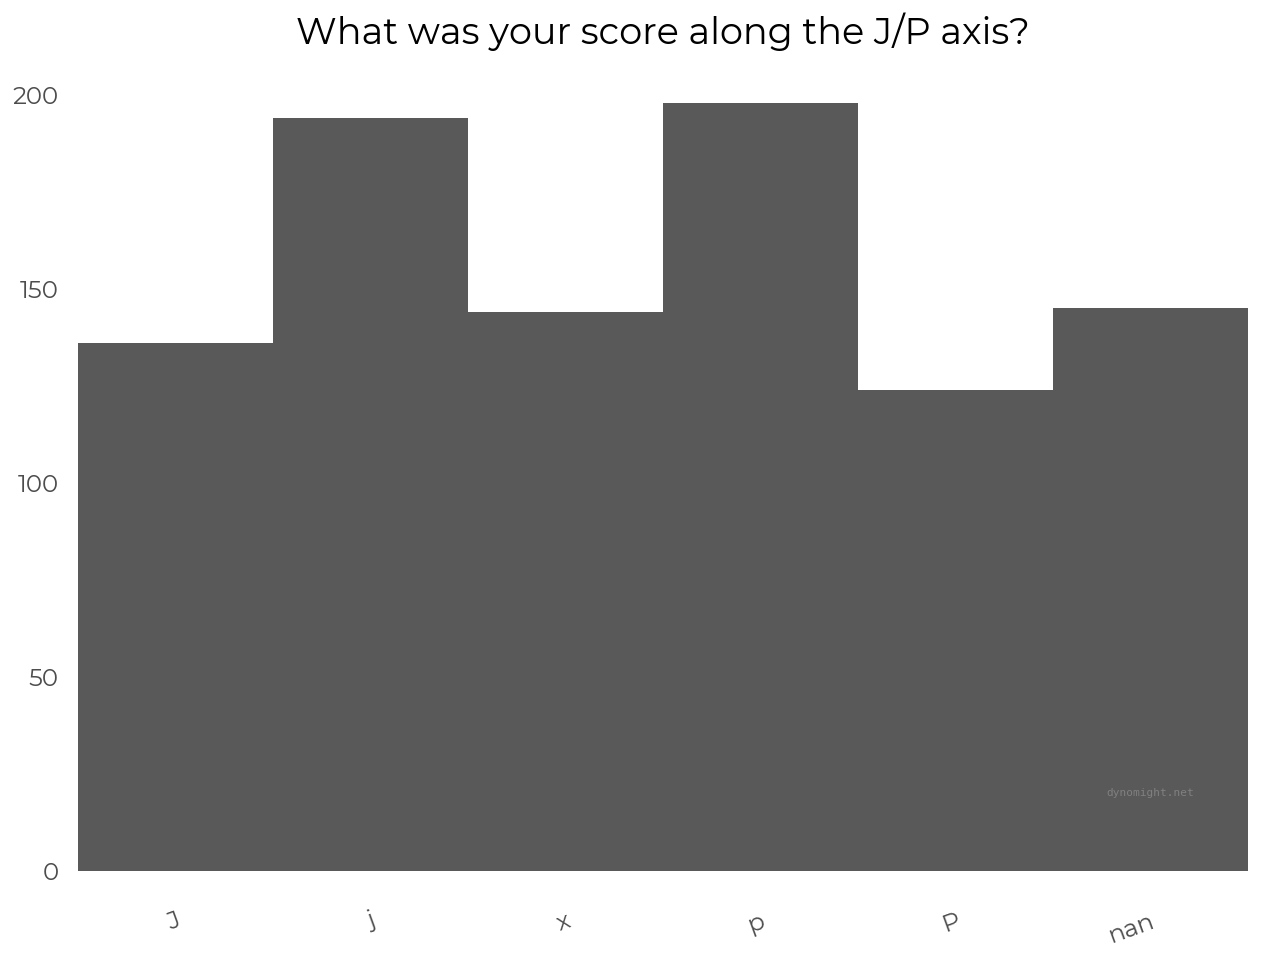 What was your score along the J/P axis?
200
150
100
50
0
dynomight.net
J
j
x
p
P
nan